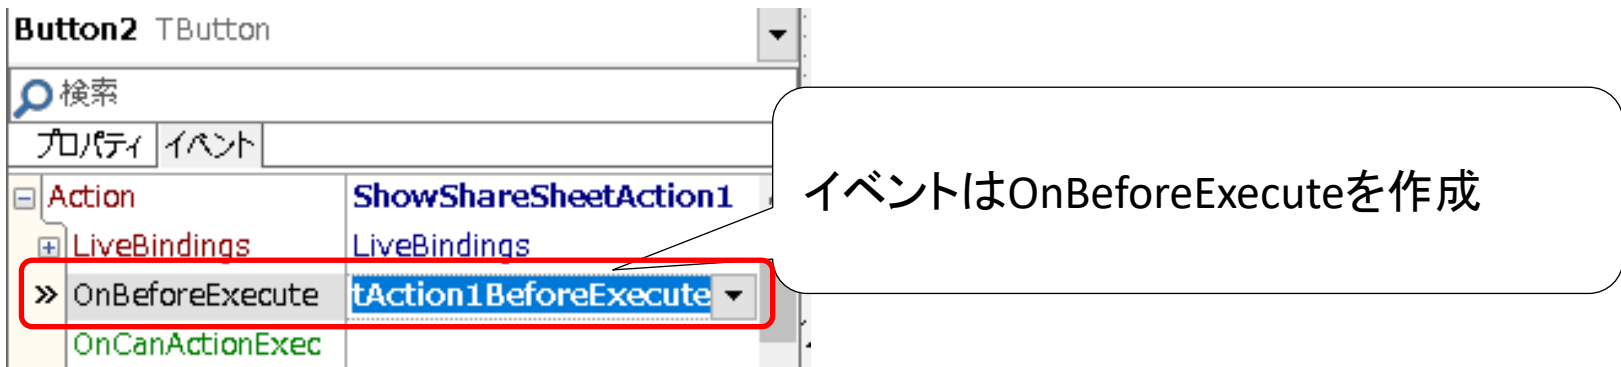 Button2 TButton
検索
プロパティ イベント
Action ShowShareSheetAction1
イベントはOnBeforeExecuteを作成
LiveBindings LiveBindings
OnBeforeExecute tAction1BeforeExecute
OnCanActionExec